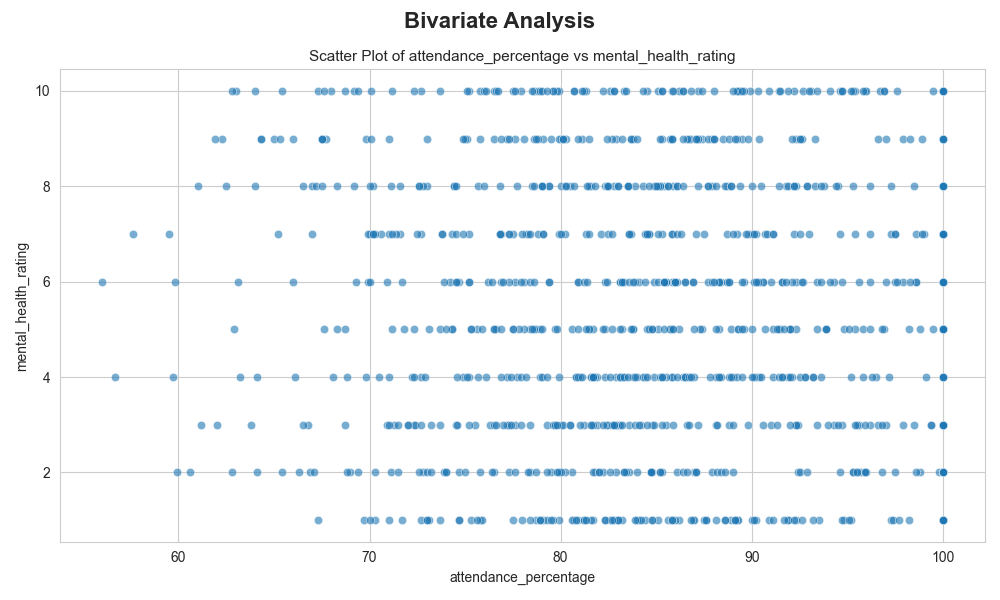 Bivariate Analysis
Scatter Plot of attendance_percentage vs mental_health_rating
10
8
6
4
2
mental_health_rating
60 70 80 90 100
attendance_percentage